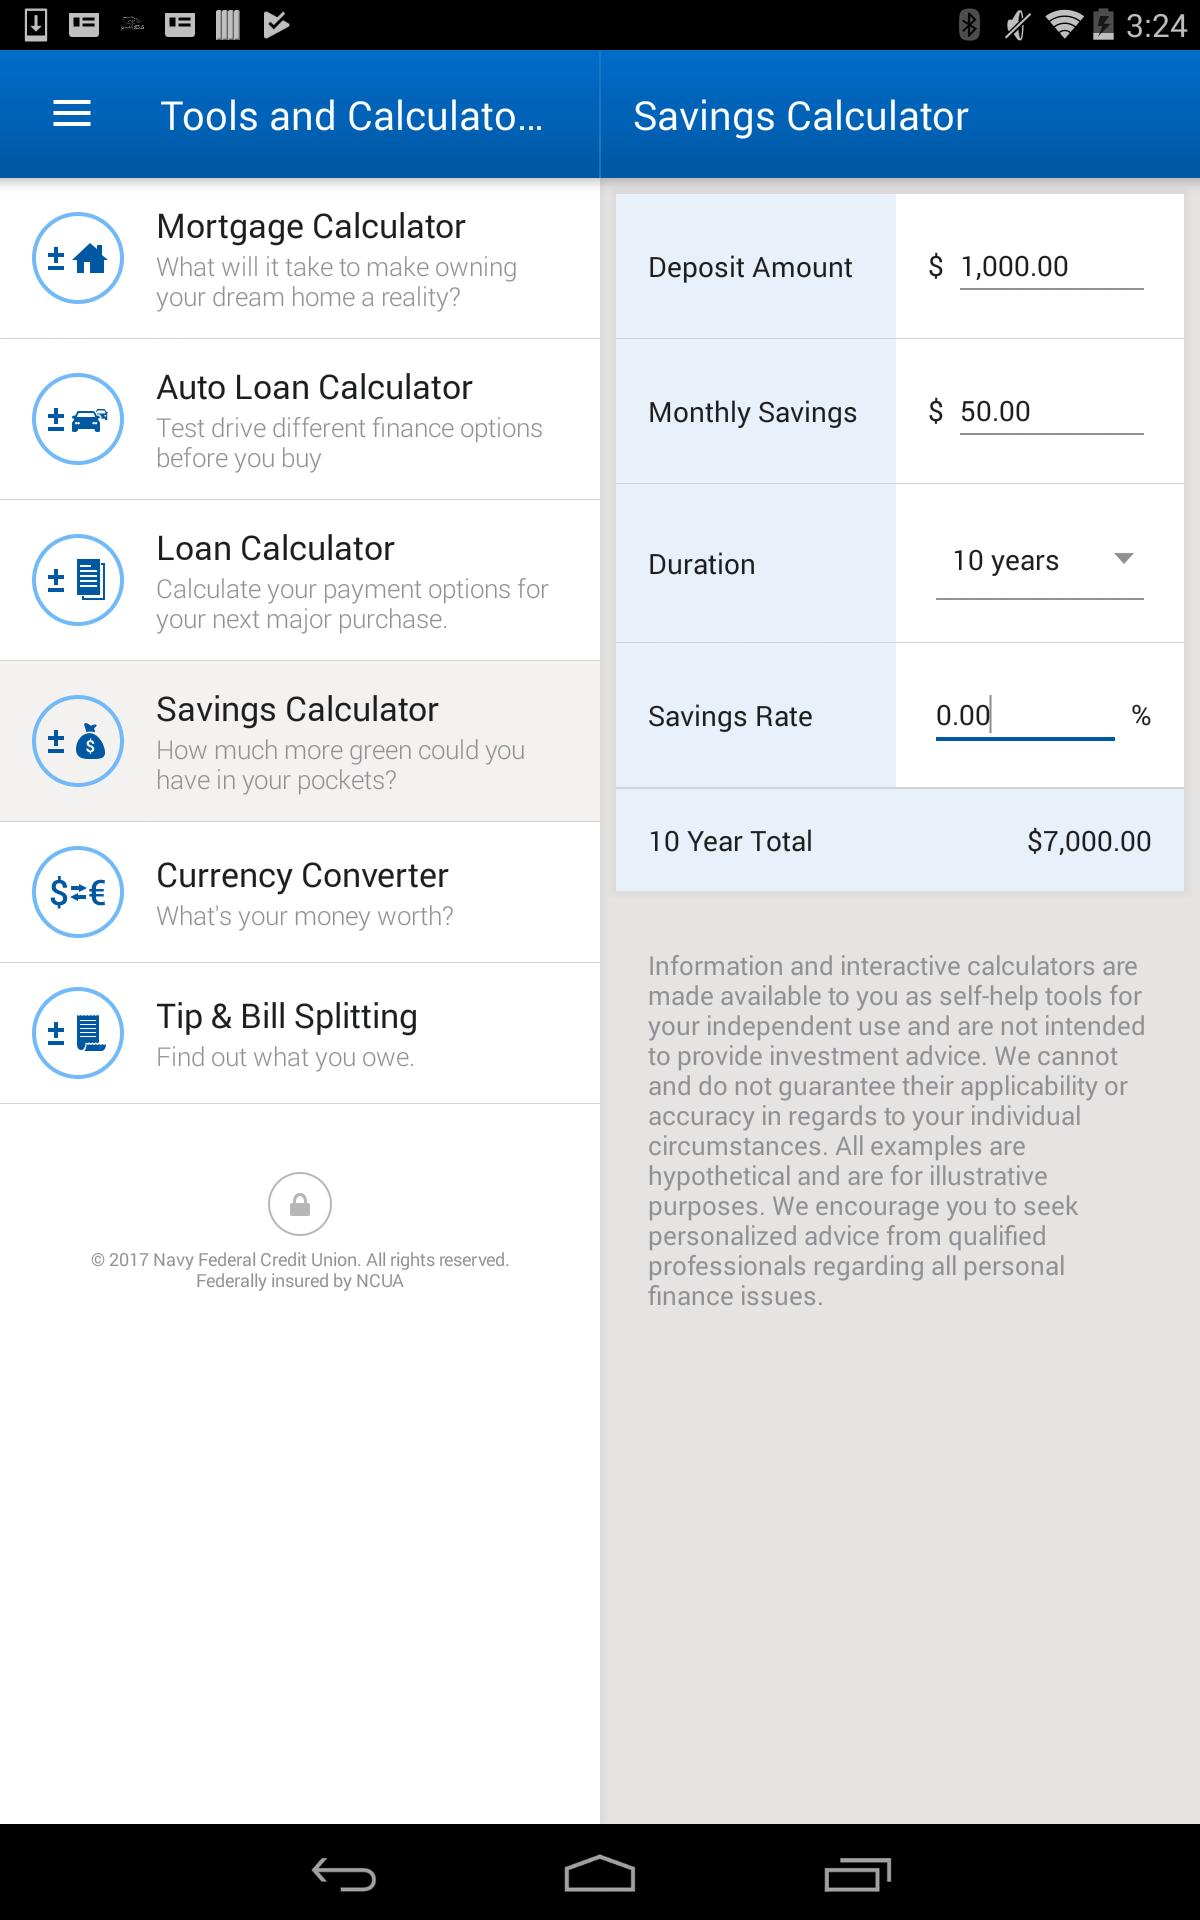 3:24
Tools and Calculato...
Savings Calculator
Mortgage Calculator
What will it take to make owning
your dream home a reality?
Auto Loan Calculator
Test drive different finance options
before you buy
Loan Calculator
Calculate your payment options for
your next major purchase.
Savings Calculator
How much more green could you
have in your pockets?
$ €
Currency Converter
What's your money worth?
Tip & Bill Splitting
Find out what you owe.
© 2017 Navy Federal Credit Union. All rights reserved.
Federally insured by NCUA
Deposit Amount $ 1,000.00
Monthly Savings $ 50.00
Duration 10 years
Savings Rate 0.00 %
10 Year Total $7,000.00
Information and interactive calculators are
made available to you as self-help tools for
your independent use and are not intended
to provide investment advice. We cannot
and do not guarantee their applicability or
accuracy in regards to your individual
circumstances. All examples are
hypothetical and are for illustrative
purposes. We encourage you to seek
personalized advice from qualified
professionals regarding all personal
finance issues.